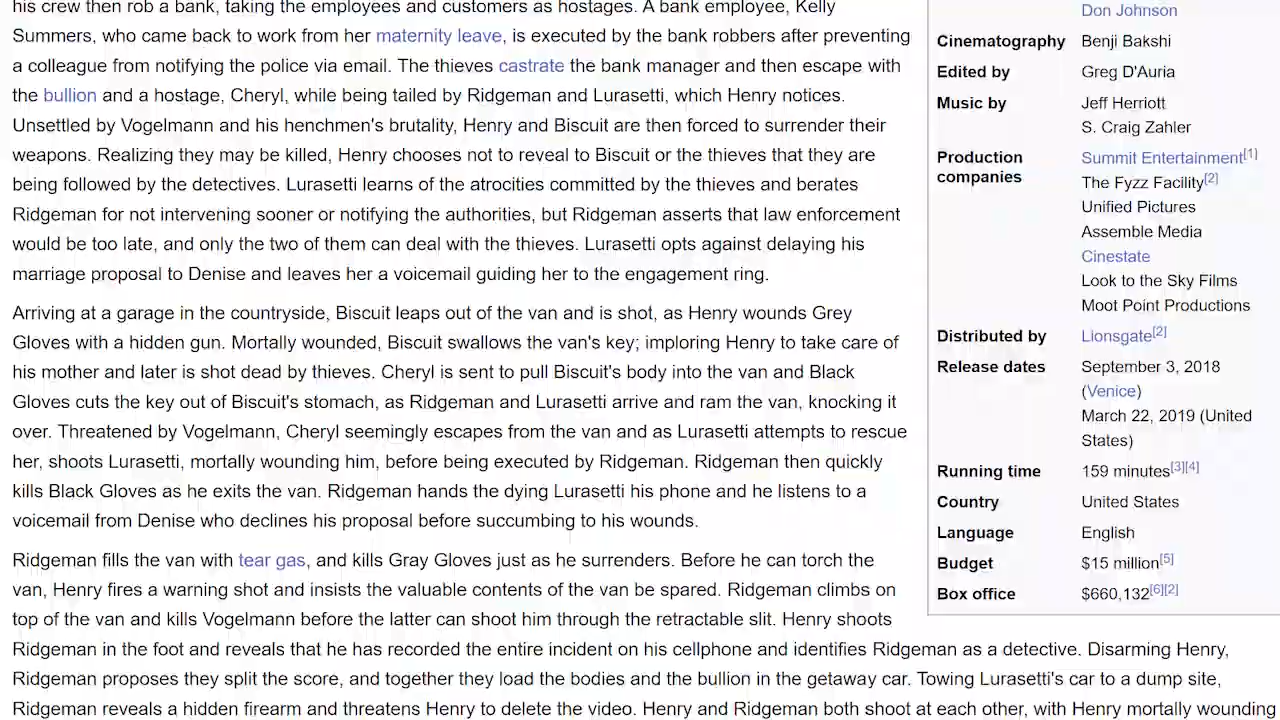 his crew then rob a bank, taking the employees and customers as hostages. A bank employee, Kelly
Summers, who came back to work from her maternity leave, is executed by the bank robbers after preventing
a colleague from notifying the police via email. The thieves castrate the bank manager and then escape with
the bullion and a hostage, Cheryl, while being tailed by Ridgeman and Lurasetti, which Henry notices.
Unsettled by Vogelmann and his henchmen's brutality, Henry and Biscuit are then forced to surrender their
weapons. Realizing they may be killed, Henry chooses not to reveal to Biscuit or the thieves that they are
being followed by the detectives. Lurasetti learns of the atrocities committed by the thieves and berates
Ridgeman for not intervening sooner or notifying the authorities, but Ridgeman asserts that law enforcement
would be too late, and only the two of them can deal with the thieves. Lurasetti opts against delaying his
marriage proposal to Denise and leaves her a voicemail guiding her to the engagement ring.
Arriving at a garage in the countryside, Biscuit leaps out of the van and is shot, as Henry wounds Grey
Gloves with a hidden gun. Mortally wounded, Biscuit swallows the van's key; imploring Henry to take care of
his mother and later is shot dead by thieves. Cheryl is sent to pull Biscuit's body into the van and Black
Gloves cuts the key out of Biscuit's stomach, as Ridgeman and Lurasetti arrive and ram the van, knocking it
over. Threatened by Vogelmann, Cheryl seemingly escapes from the van and as Lurasetti attempts to rescue
her, shoots Lurasetti, mortally wounding him, before being executed by Ridgeman. Ridgeman then quickly
kills Black Gloves as he exits the van. Ridgeman hands the dying Lurasetti his phone and he listens to a
voicemail from Denise who declines his proposal before succumbing to his wounds.
Ridgeman fills the van with tear gas, and kills Gray Gloves just as he surrenders. Before he can torch the
van, Henry fires a warning shot and insists the valuable contents of the van be spared. Ridgeman climbs on
top of the van and kills Vogelmann before the latter can shoot him through the retractable slit. Henry shoots
Ridgeman in the foot and reveals that he has recorded the entire incident on his cellphone and identifies Ridgeman as a detective. Disarming Henry,
Ridgeman proposes they split the score, and together they load the bodies and the bullion in the getaway car. Towing Lurasetti's car to a dump site,
Ridgeman reveals a hidden firearm and threatens Henry to delete the video. Henry and Ridgeman both shoot at each other, with Henry mortally wounding
Don Johnson
Cinematography Benji Bakshi
Edited by Greg D'Auria
Music by Jeff Herriott
S. Craig Zahler
Production companies Summit Entertainment[1]
The Fyzz Facility[2]
Unified Pictures
Assemble Media
Cinestate
Look to the Sky Films
Moot Point Productions
Distributed by Lionsgate[2]
Release dates September 3, 2018
(Venice)
March 22, 2019 (United
States)
Running time 159 minutes[3][4]
Country United States
Language English
Budget $15 million[5]
Box office $660,132[6][2]